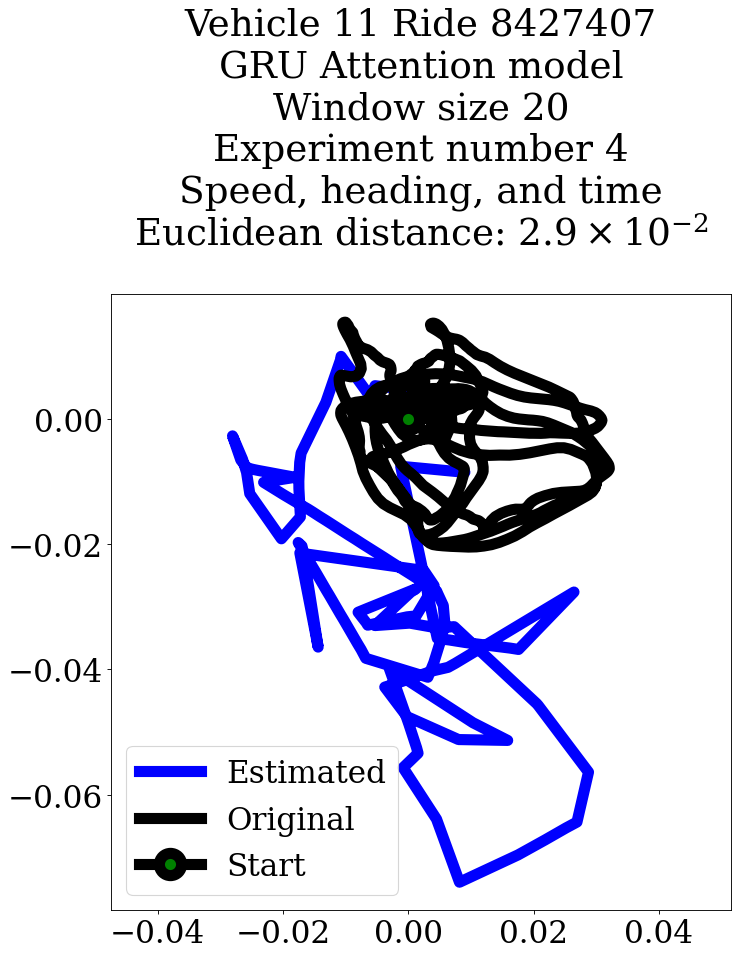 Vehicle 11 Ride 8427407
GRU Attention model
Window size 20
Experiment number 4
Speed, heading, and time
Euclidean distance: 2.9 × 10⁻²
0.00
−0.02
−0.04
−0.06
Estimated
Original
Start
−0.04 −0.02 0.00 0.02 0.04